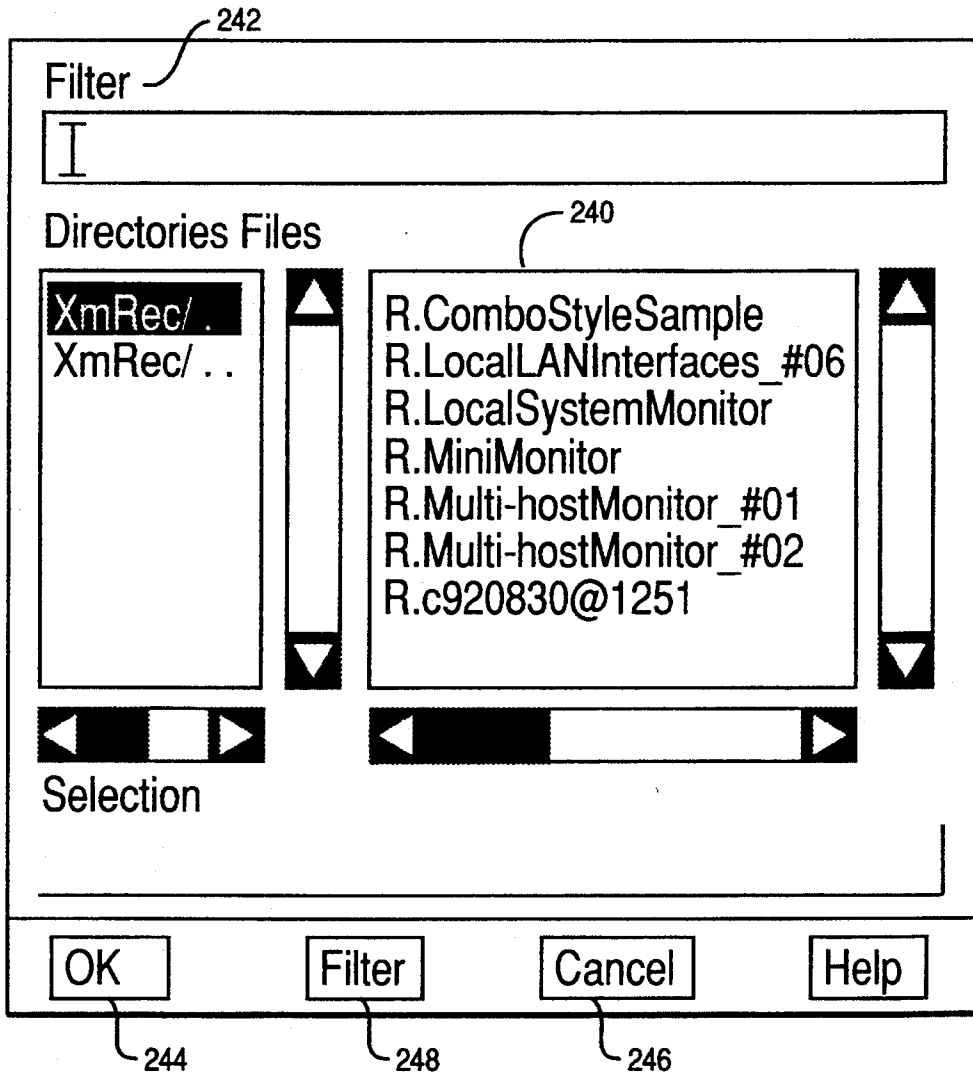 242
Filter
Directories Files
240
XmRec/ .
XmRec/ . .
R.ComboStyleSample
R.LocalLANInterfaces_#06
R.LocalSystemMonitor
R.MiniMonitor
R.Multi-hostMonitor_#01
R.Multi-hostMonitor_#02
R.c920830@1251
Selection
OK Filter Cancel Help
244 248 246